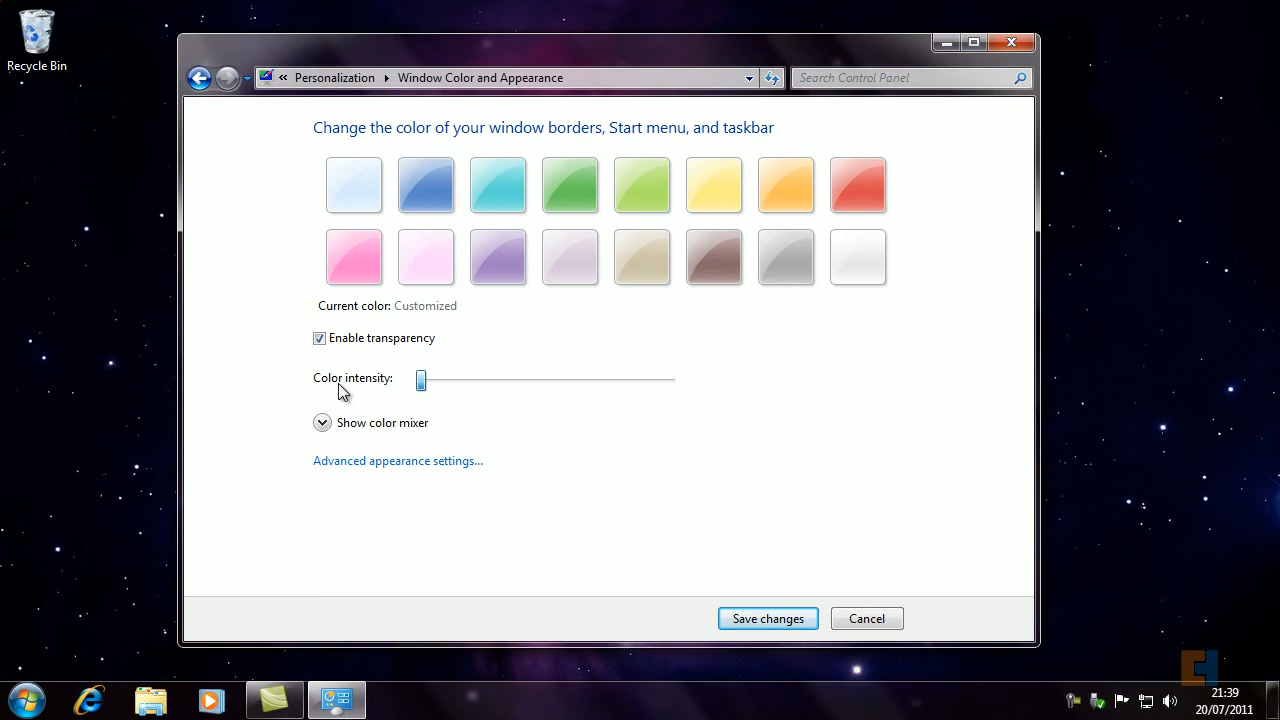 Recycle Bin
« Personalization Window Color and Appearance
Search Control Panel
Change the color of your window borders, Start menu, and taskbar
Current color: Customized
Enable transparency
Color intensity:
Show color mixer
Advanced appearance settings...
Save changes
Cancel
21:39
20/07/2011